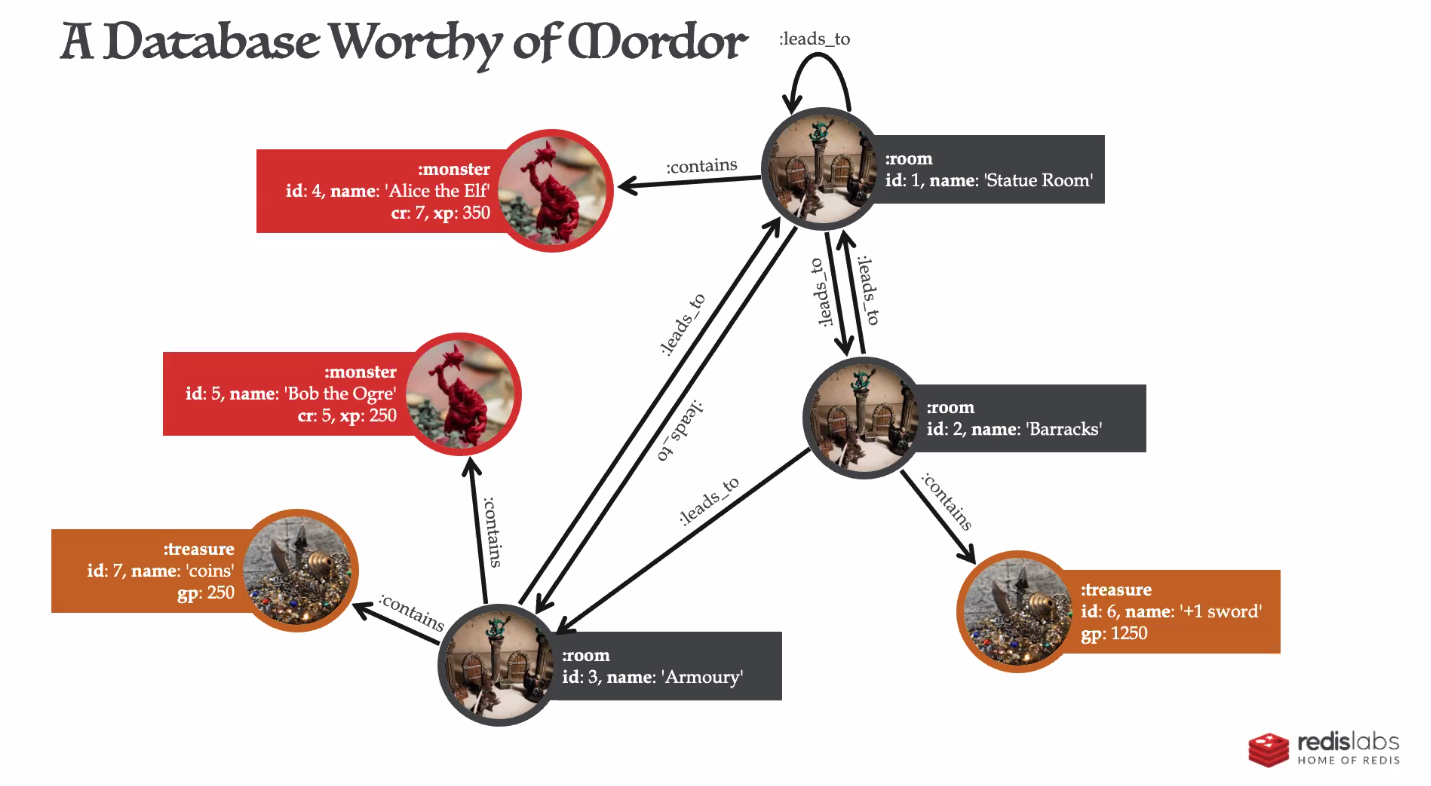 A Database Worthy of Mordor
:leads_to
:monster
id: 4, name: 'Alice the Elf'
cr: 7, xp: 350
:contains
:room
id: 1, name: 'Statue Room'
:leads_to
:leads_to
:leads_to
:leads_to
:monster
id: 5, name: 'Bob the Ogre'
cr: 5, xp: 250
:room
id: 2, name: 'Barracks'
:leads_to
:contains
:contains
:treasure
id: 7, name: 'coins'
gp: 250
:contains
:treasure
id: 6, name: '+1 sword'
gp: 1250
:room
id: 3, name: 'Armoury'
redislabs
HOME OF REDIS